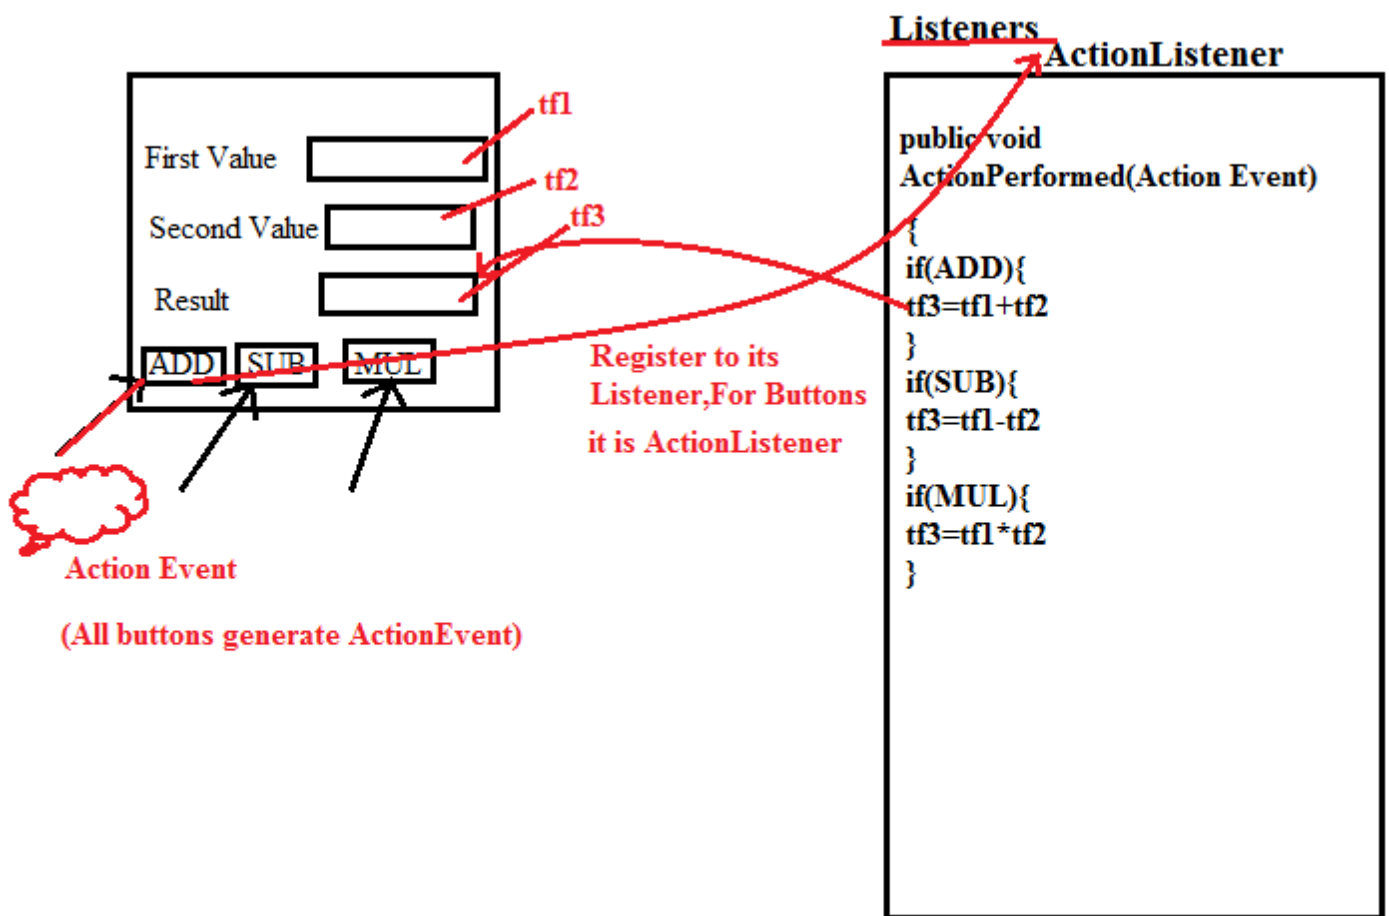 Listeners
ActionListener
tf1
First Value
tf2
Second Value
tf3
Result
ADD
SUB
MUL
Register to its
Listener,For Buttons
it is ActionListener
Action Event
(All buttons generate ActionEvent)
public void
ActionPerformed(Action Event)
{
if(ADD){
tf3=tf1+tf2
}
if(SUB){
tf3=tf1-tf2
}
if(MUL){
tf3=tf1*tf2
}